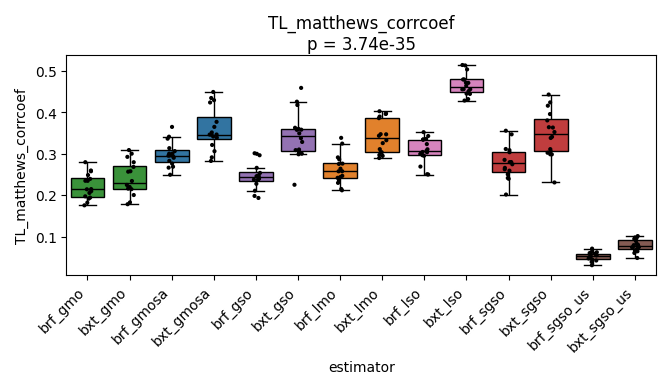 TL_matthews_corrcoef
p = 3.74e-35
TL_matthews_corrcoef
0.5
0.4
0.3
0.2
0.1
brf_gmo
bxt_gmo
brf_gmosa
bxt_gmosa
brf_gso
bxt_gso
brf_lmo
bxt_lmo
brf_lso
bxt_lso
brf_sgso
bxt_sgso
brf_sgso_us
bxt_sgso_us
estimator